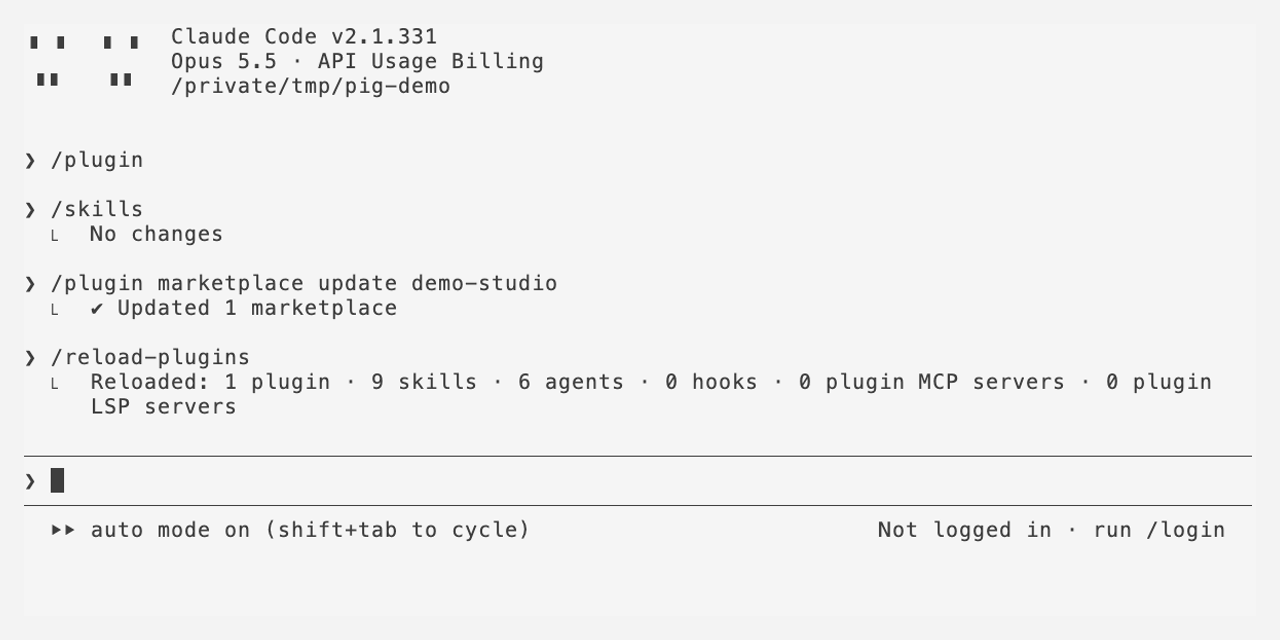 Claude Code v2.1.331
Opus 5.5 · API Usage Billing
/private/tmp/pig-demo
❯ /plugin
❯ /skills
└ No changes
❯ /plugin marketplace update demo-studio
└ ✔ Updated 1 marketplace
❯ /reload-plugins
└ Reloaded: 1 plugin · 9 skills · 6 agents · 0 hooks · 0 plugin MCP servers · 0 plugin
LSP servers
❯
⏵⏵ auto mode on (shift+tab to cycle) Not logged in · run /login